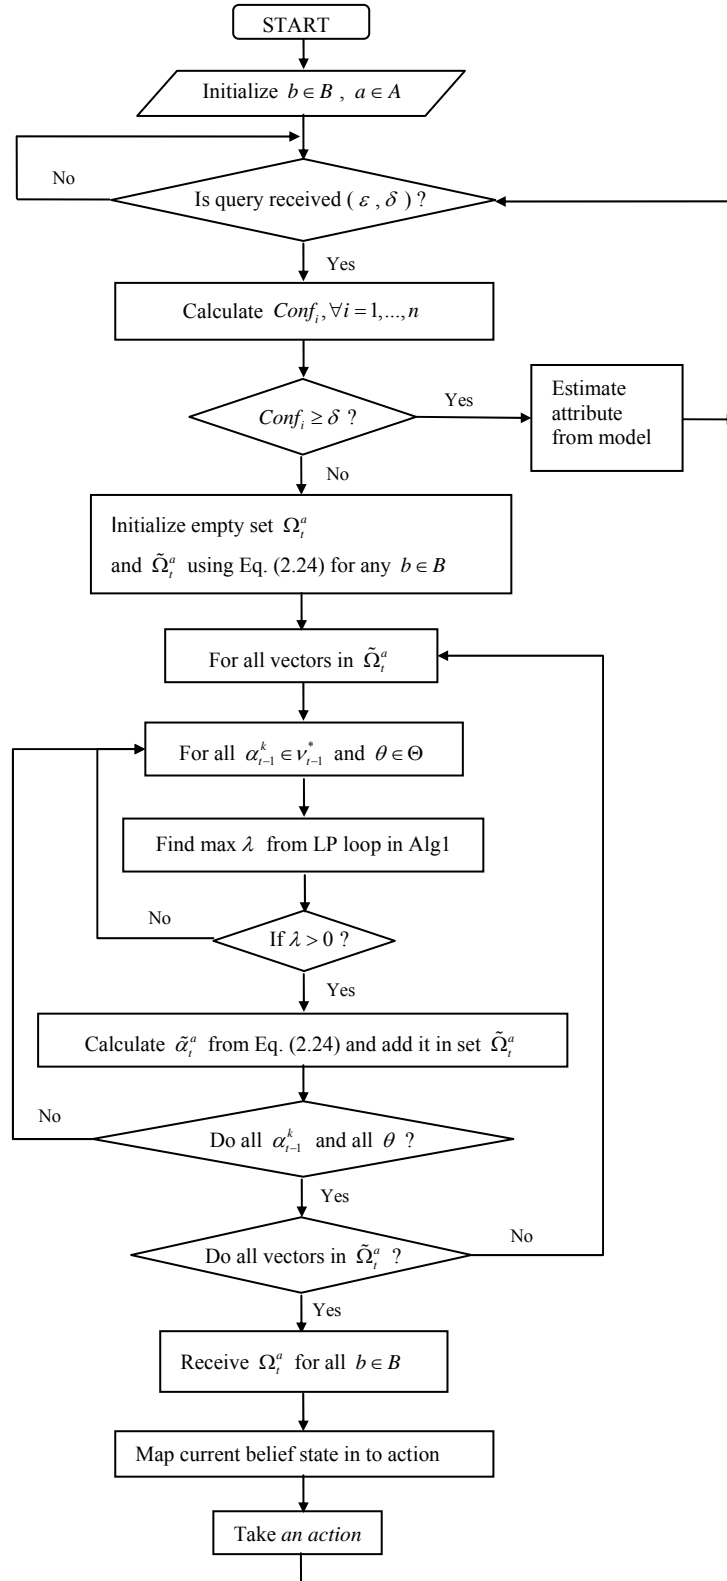 START
Initialize b ∈ B , a ∈ A
No
Is query received ( ε , δ ) ?
Yes
Calculate Conf_i, ∀i = 1,...,n
Conf_i ≥ δ ?
Yes
Estimate
attribute
from model
No
Initialize empty set Ω_t^a
and Ω̃_t^a using Eq. (2.24) for any b ∈ B
For all vectors in Ω̃_t^a
For all α_{t−1}^k ∈ ν_{t−1}^* and θ ∈ Θ
Find max λ from LP loop in Alg1
No
If λ > 0 ?
Yes
Calculate α̃_t^a from Eq. (2.24) and add it in set Ω̃_t^a
No
Do all α_{t−1}^k and all θ ?
Yes
No
Do all vectors in Ω̃_t^a ?
Yes
Receive Ω_t^a for all b ∈ B
Map current belief state in to action
Take an action